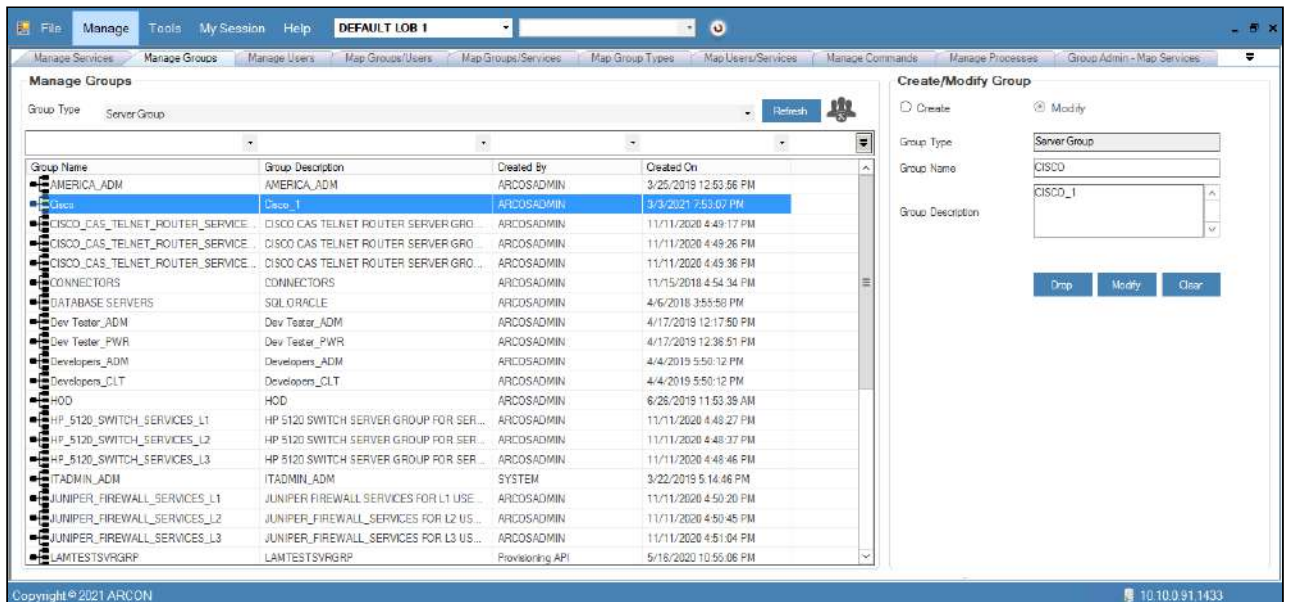 File Manage Tools My Session Help DEFAULT LOB 1
Manage Services Manage Groups Manage Users Map Groups/Users Map Groups/Services Map Group Types Map Users/Services Manage Commands Manage Processes Group Admin - Map Services
Manage Groups
Group Type Server Group Refresh
Group Name Group Description Created By Created On
AMERICA_ADM AMERICA_ADM ARCOSADMIN 3/25/2019 12:53:56 PM
Cisco Cisco_1 ARCOSADMIN 3/3/2021 7:53:07 PM
CISCO_CAS_TELNET_ROUTER_SERVICE... CISCO CAS TELNET ROUTER SERVER GRO... ARCOSADMIN 11/11/2020 4:49:17 PM
CISCO_CAS_TELNET_ROUTER_SERVICE... CISCO CAS TELNET ROUTER SERVER GRO... ARCOSADMIN 11/11/2020 4:49:26 PM
CISCO_CAS_TELNET_ROUTER_SERVICE... CISCO CAS TELNET ROUTER SERVER GRO... ARCOSADMIN 11/11/2020 4:49:36 PM
CONNECTORS CONNECTORS ARCOSADMIN 11/15/2018 4:54:34 PM
DATABASE SERVERS SQL ORACLE ARCOSADMIN 4/6/2018 3:55:58 PM
Dev Tester_ADM Dev Tester_ADM ARCOSADMIN 4/17/2019 12:17:50 PM
Dev Tester_PWR Dev Tester_PWR ARCOSADMIN 4/17/2019 12:36:51 PM
Developers_ADM Developers_ADM ARCOSADMIN 4/4/2019 5:50:12 PM
Developers_CLT Developers_CLT ARCOSADMIN 4/4/2019 5:50:12 PM
HOD HOD ARCOSADMIN 6/26/2019 11:53:39 AM
HP_5120_SWITCH_SERVICES_L1 HP 5120 SWITCH SERVER GROUP FOR SER... ARCOSADMIN 11/11/2020 4:48:27 PM
HP_5120_SWITCH_SERVICES_L2 HP 5120 SWITCH SERVER GROUP FOR SER... ARCOSADMIN 11/11/2020 4:48:37 PM
HP_5120_SWITCH_SERVICES_L3 HP 5120 SWITCH SERVER GROUP FOR SER... ARCOSADMIN 11/11/2020 4:48:46 PM
ITADMIN_ADM ITADMIN_ADM SYSTEM 3/22/2019 5:14:46 PM
JUNIPER_FIREWALL_SERVICES_L1 JUNIPER FIREWALL SERVICES FOR L1 USE... ARCOSADMIN 11/11/2020 4:50:20 PM
JUNIPER_FIREWALL_SERVICES_L2 JUNIPER_FIREWALL_SERVICES FOR L2 US... ARCOSADMIN 11/11/2020 4:50:45 PM
JUNIPER_FIREWALL_SERVICES_L3 JUNIPER_FIREWALL_SERVICES FOR L3 US... ARCOSADMIN 11/11/2020 4:51:04 PM
LAMTESTSVRGRP LAMTESTSVRGRP Provisioning API 5/16/2020 10:55:06 PM
Create/Modify Group
Create Modify
Group Type Server Group
Group Name CISCO
Group Description CISCO_1
Drop Modify Clear
Copyright © 2021 ARCON 10.10.0.91,1433